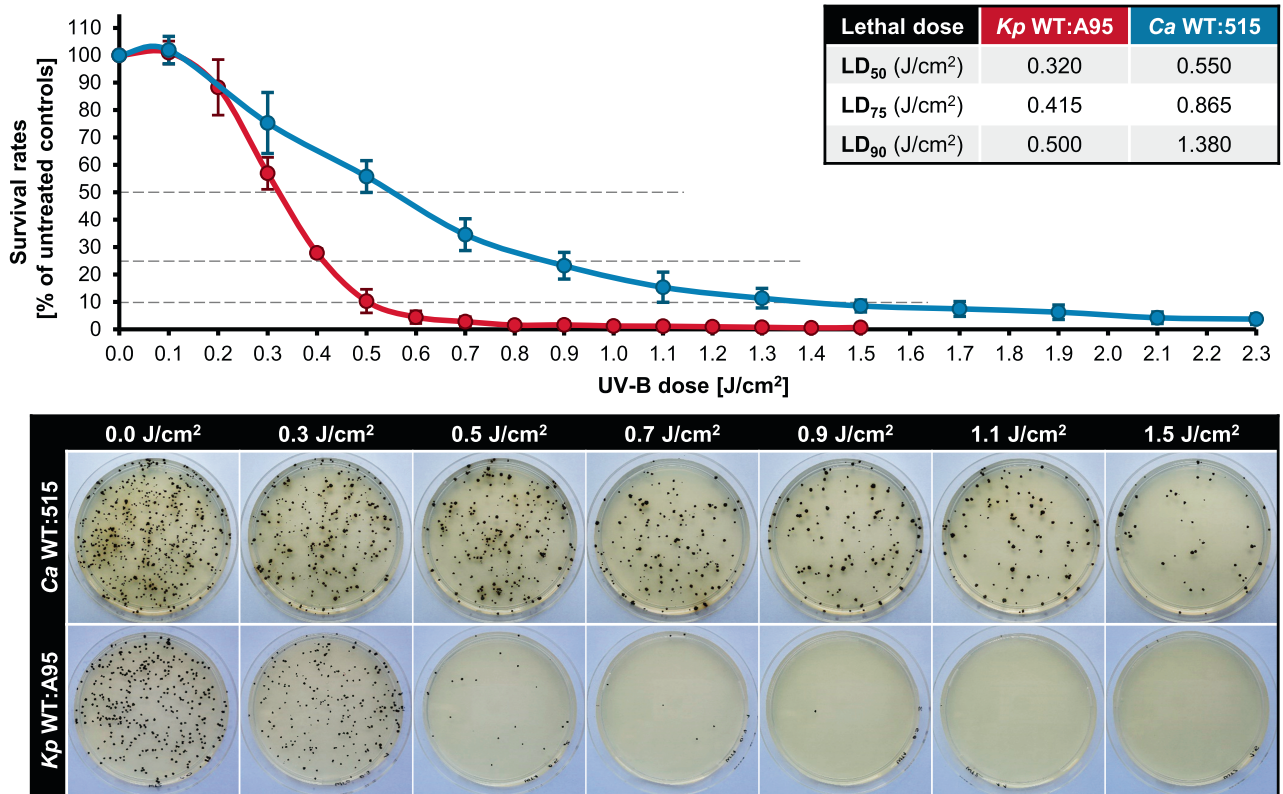 Survival rates
[% of untreated controls]
110
100
90
80
70
60
50
40
30
20
10
0
0.0 0.1 0.2 0.3 0.4 0.5 0.6 0.7 0.8 0.9 1.0 1.1 1.2 1.3 1.4 1.5 1.6 1.7 1.8 1.9 2.0 2.1 2.2 2.3
UV-B dose [J/cm²]
Lethal dose Kp WT:A95 Ca WT:515
LD₅₀ (J/cm²) 0.320 0.550
LD₇₅ (J/cm²) 0.415 0.865
LD₉₀ (J/cm²) 0.500 1.380
0.0 J/cm² 0.3 J/cm² 0.5 J/cm² 0.7 J/cm² 0.9 J/cm² 1.1 J/cm² 1.5 J/cm²
Ca WT:515
Kp WT:A95